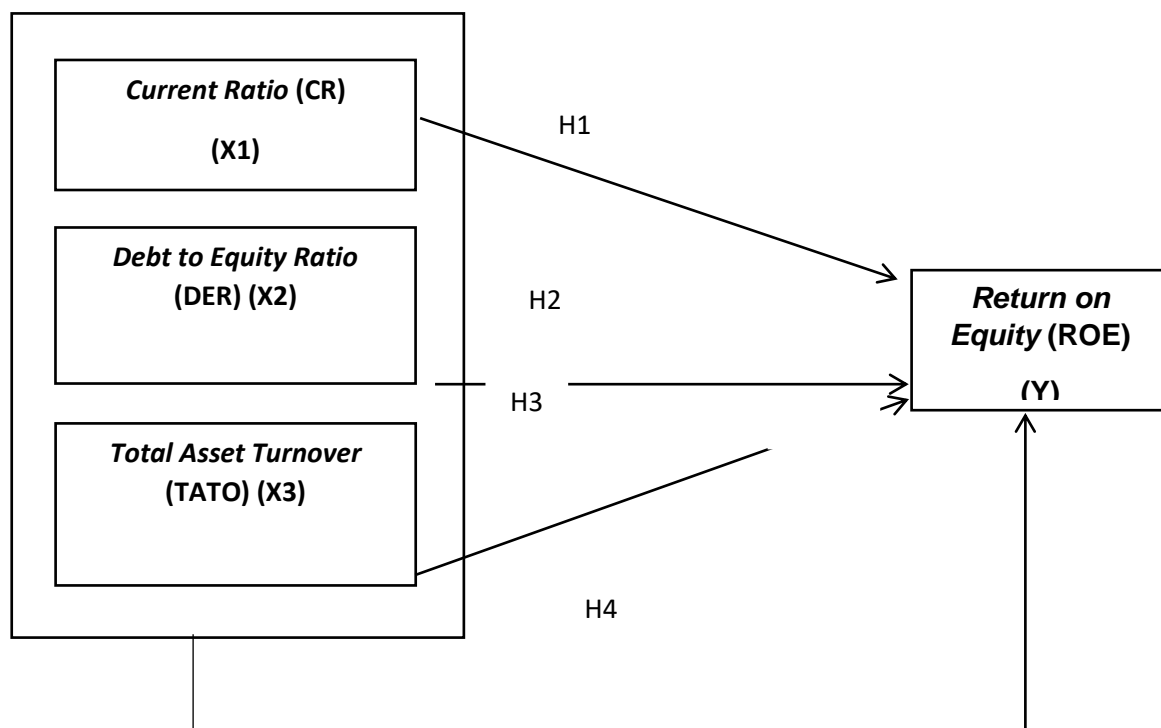 Current Ratio (CR)
(X1)
H1
Debt to Equity Ratio
(DER) (X2)
H2
Return on
Equity (ROE)
(Y)
H3
Total Asset Turnover
(TATO) (X3)
H4